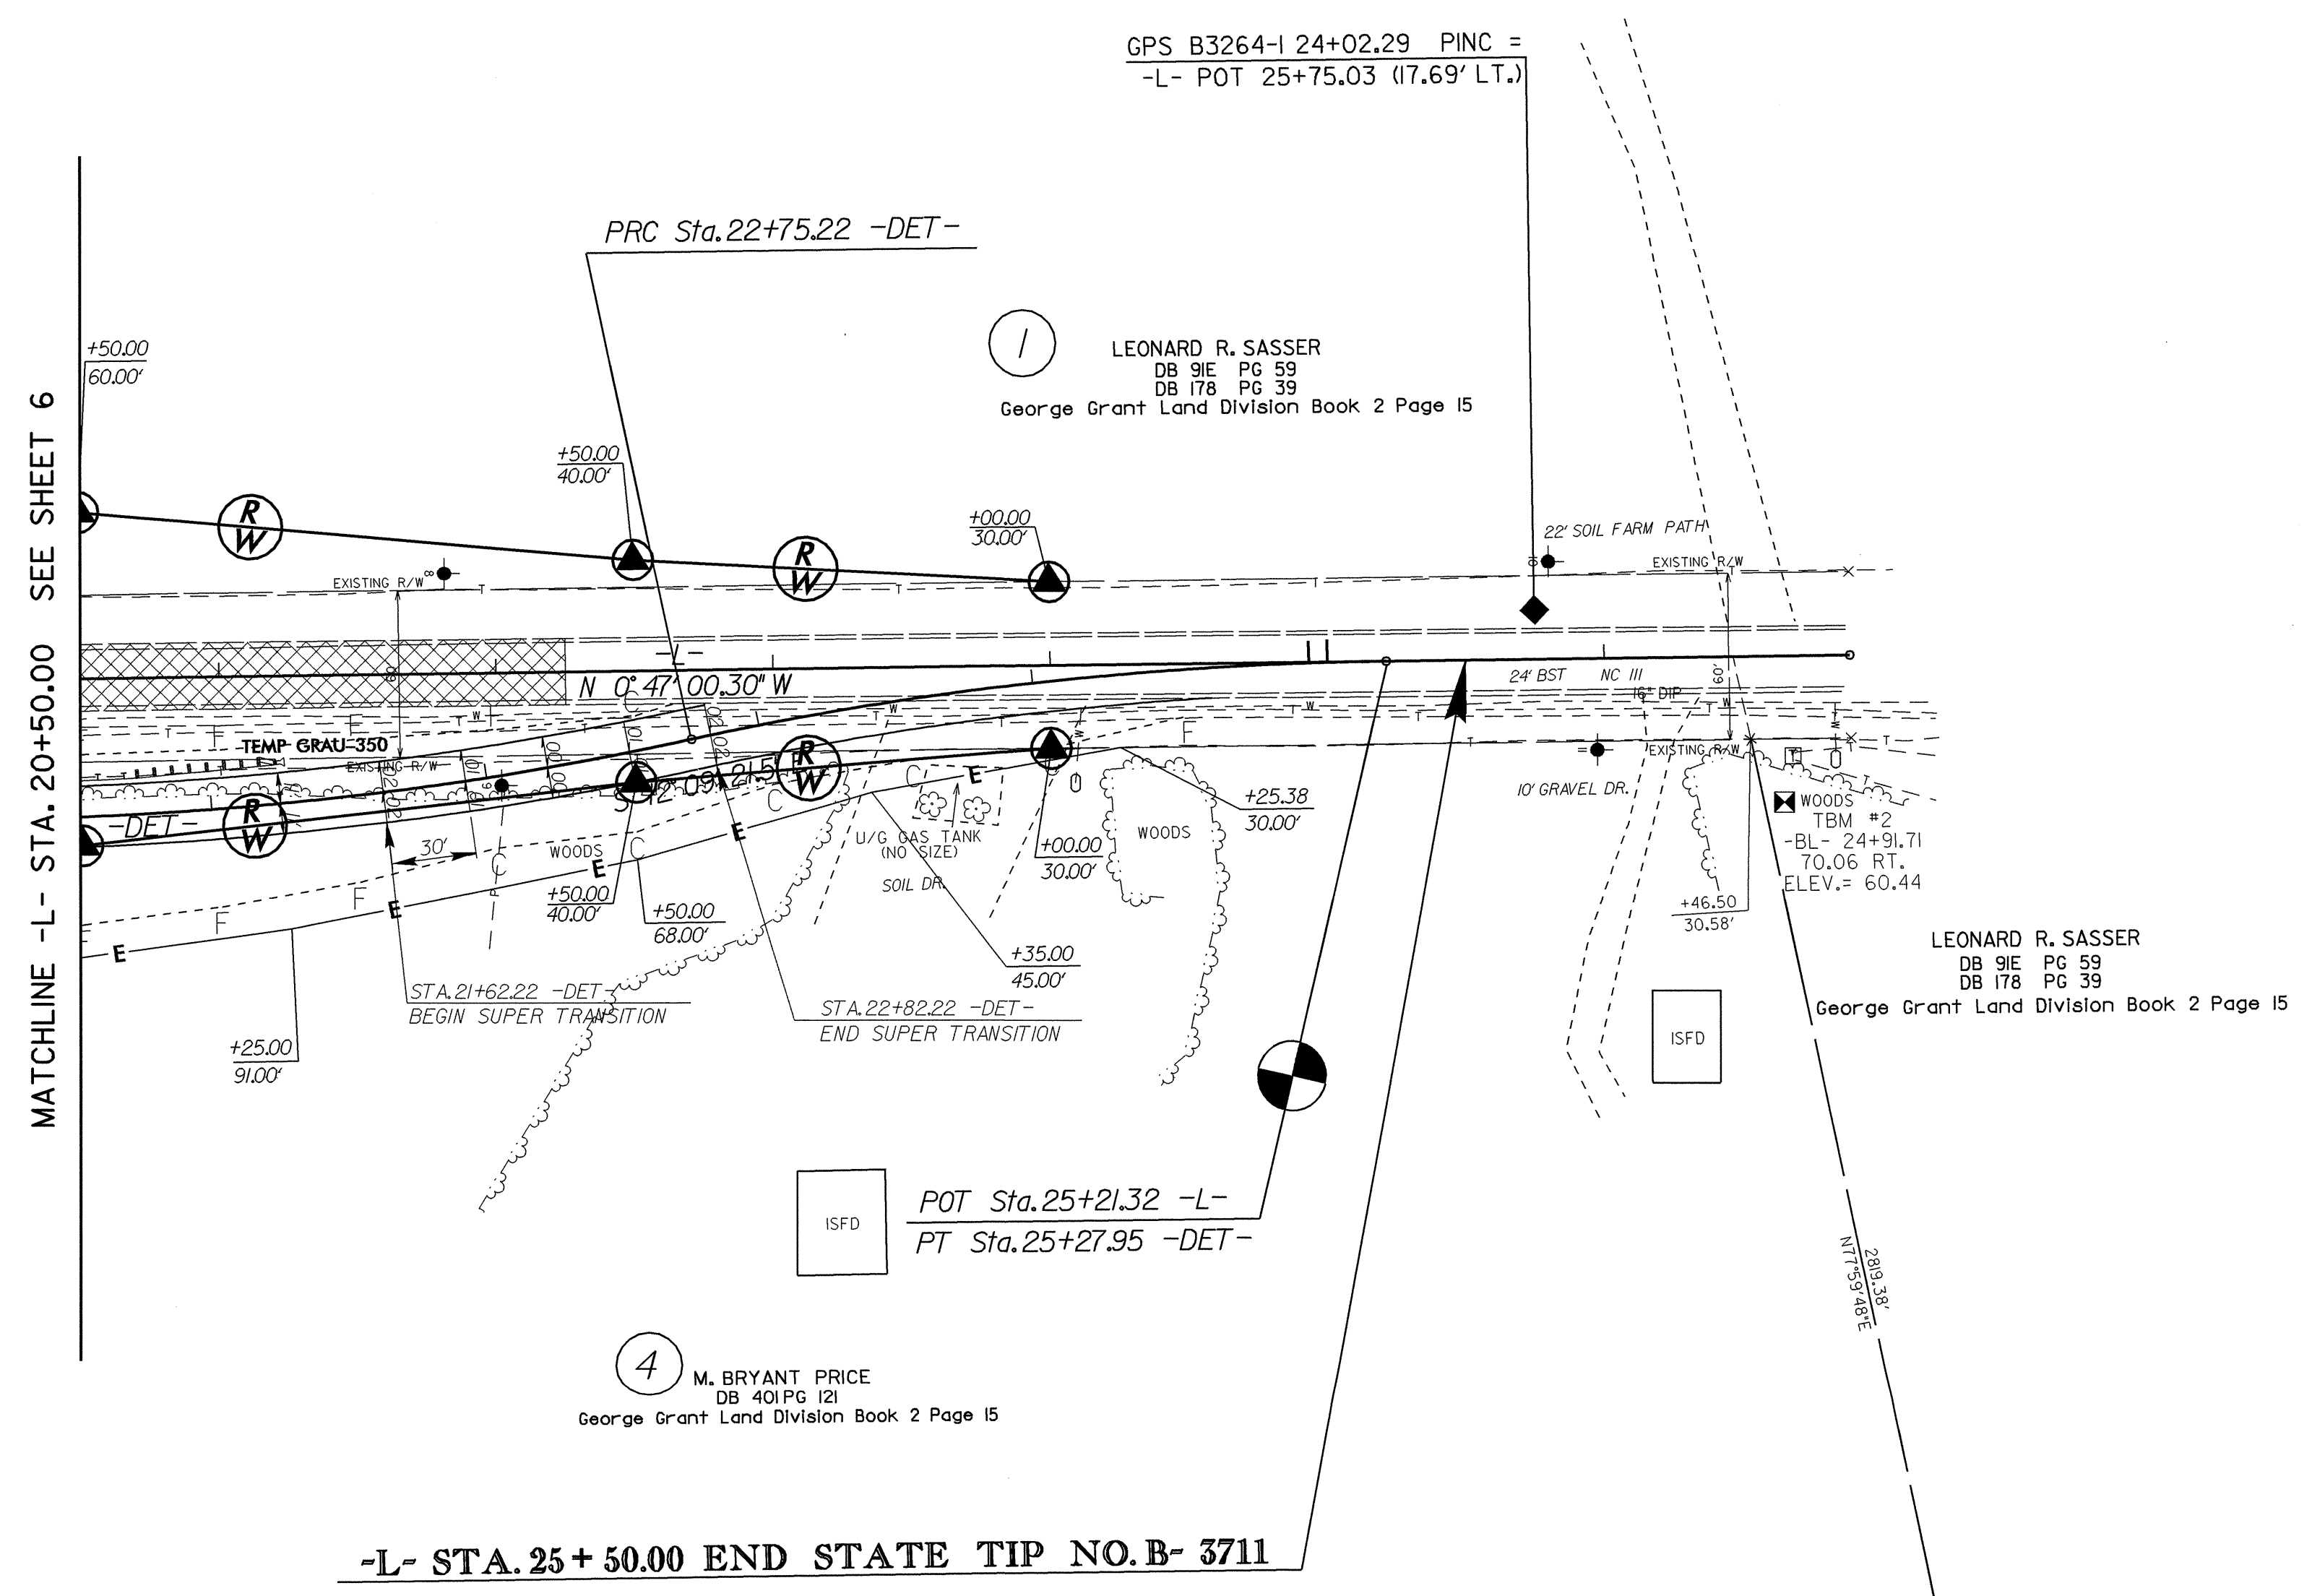 GPS B3264-1 24+02.29 PINC =
-L- POT 25+75.03 (17.69' LT.)
PRC Sta. 22+75.22 -DET-
1
LEONARD R. SASSER
DB 91E PG 59
DB 178 PG 39
George Grant Land Division Book 2 Page 15
MATCHLINE -L- STA. 20+50.00 SEE SHEET 6
+50.00
60.00'
+50.00
40.00'
+00.00
30.00'
R
W
R
W
22' SOIL FARM PATH
EXISTING R/W
EXISTING R/W
8
10
T
T
T
T
-L-
N 0° 47' 00.30" W
60'
60'
24' BST
NC 111
16" DIP
TEMP GRAU-350
EXISTING R/W
EXISTING R/W
-DET-
R
W
R
W
11
10' GRAVEL DR.
WOODS
TBM #2
-BL- 24+91.71
70.06 RT.
ELEV.= 60.44
+25.38
30.00'
WOODS
U/G GAS TANK
(NO SIZE)
SOIL DR.
+00.00
30.00'
30'
WOODS
+50.00
40.00'
+50.00
68.00'
+46.50
30.58'
+35.00
45.00'
F
F
F
F
C
C
C
C
E
E
E
E
E
STA. 21+62.22 -DET-
BEGIN SUPER TRANSITION
STA. 22+82.22 -DET-
END SUPER TRANSITION
+25.00
91.00'
LEONARD R. SASSER
DB 91E PG 59
DB 178 PG 39
George Grant Land Division Book 2 Page 15
ISFD
ISFD
POT Sta. 25+21.32 -L-
PT Sta. 25+27.95 -DET-
2819.38'
N77°59'48"E
4
M. BRYANT PRICE
DB 401 PG 121
George Grant Land Division Book 2 Page 15
-L- STA. 25+50.00 END STATE TIP NO. B-3711